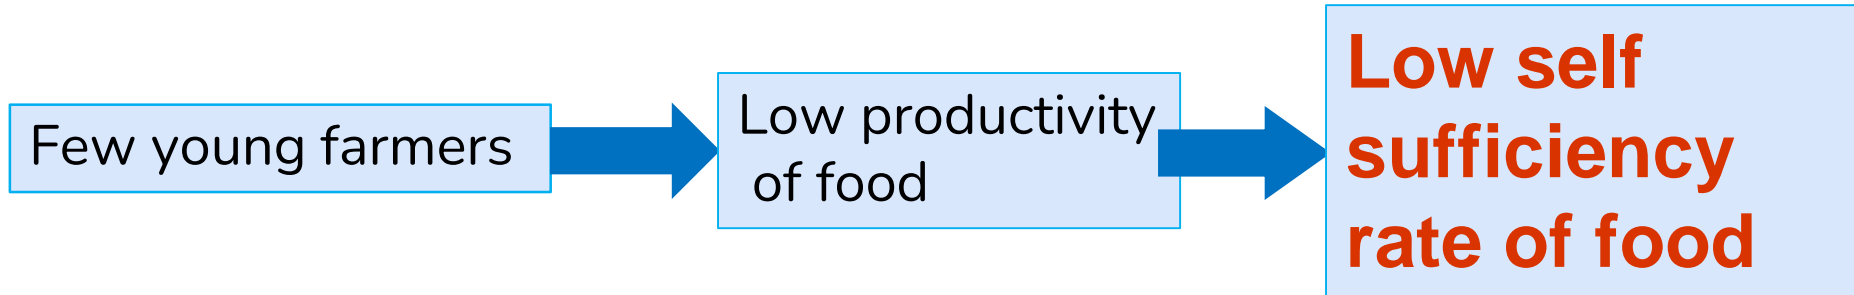 Few young farmers
Low productivity
of food
Low self
sufficiency
rate of food